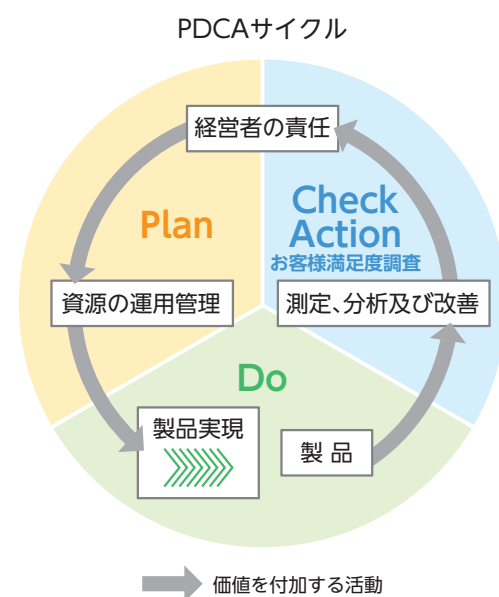 PDCAサイクル
経営者の責任
Plan
Check
Action
お客様満足度調査
資源の運用管理
測定、分析及び改善
Do
製品実現
製 品
価値を付加する活動